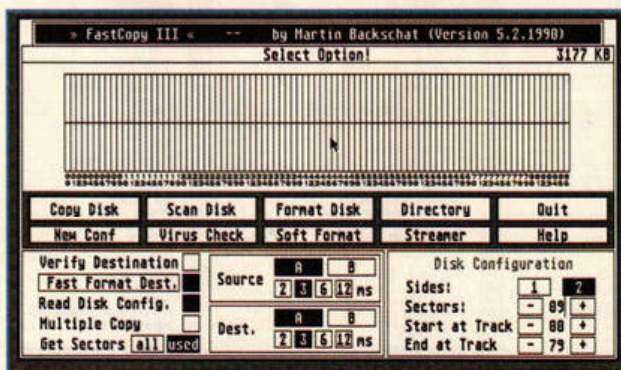 » FastCopy III « -- by Martin Backschat (Version 5.2.1990)
Select Option! 3177 KB
Copy Disk Scan Disk Format Disk Directory Quit
New Conf Virus Check Soft Format Streamer Help
Verify Destination
Fast Format Dest.
Read Disk Config.
Multiple Copy
Get Sectors all used
Source A B
2 3 6 12 ms
Dest. A B
2 3 6 12 ms
Disk Configuration
Sides: 1 2
Sectors: - 09 +
Start at Track - 00 +
End at Track - 79 +